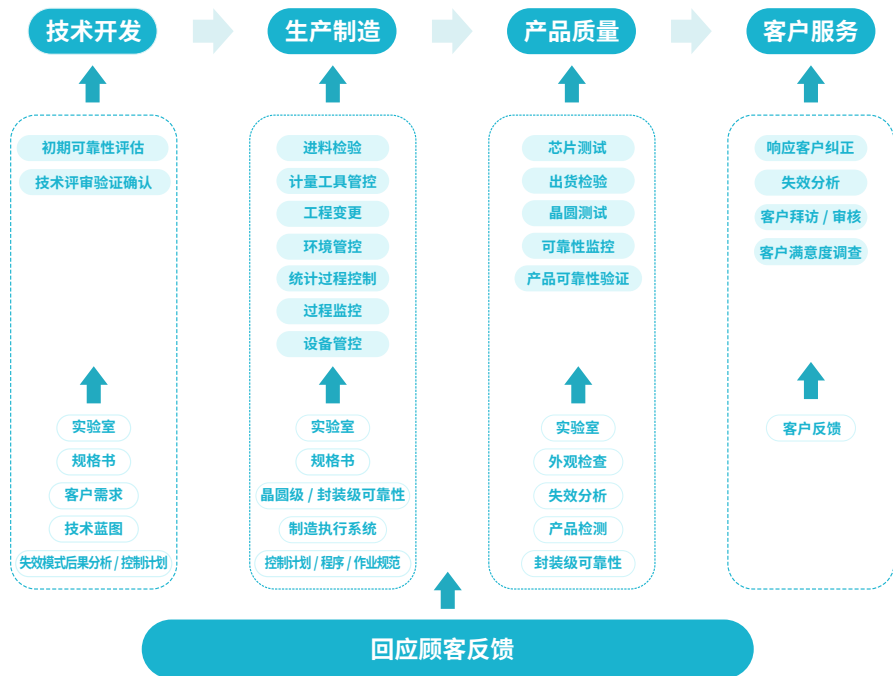 技术开发
生产制造
产品质量
客户服务
初期可靠性评估
技术评审验证确认
实验室
规格书
客户需求
技术蓝图
失效模式后果分析 / 控制计划
进料检验
计量工具管控
工程变更
环境管控
统计过程控制
过程监控
设备管控
实验室
规格书
晶圆级 / 封装级可靠性
制造执行系统
控制计划 / 程序 / 作业规范
芯片测试
出货检验
晶圆测试
可靠性监控
产品可靠性验证
实验室
外观检查
失效分析
产品检测
封装级可靠性
响应客户纠正
失效分析
客户拜访 / 审核
客户满意度调查
客户反馈
回应顾客反馈